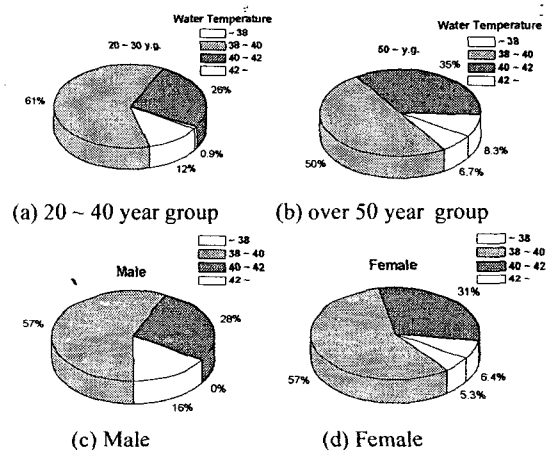 Water Temperature
20 ~ 30 y.g.
~ 38
38 ~ 40
40 ~ 42
42 ~
61%
26%
0.9%
12%
(a) 20 ~ 40 year group
Water Temperature
50 ~ y.g.
~ 38
38 ~ 40
40 ~ 42
42 ~
35%
50%
8.3%
6.7%
(b) over 50 year group
Male
~ 38
38 ~ 40
40 ~ 42
42 ~
57%
28%
0%
16%
(c) Male
Female
~ 38
38 ~ 40
40 ~ 42
42 ~
31%
57%
6.4%
5.3%
(d) Female